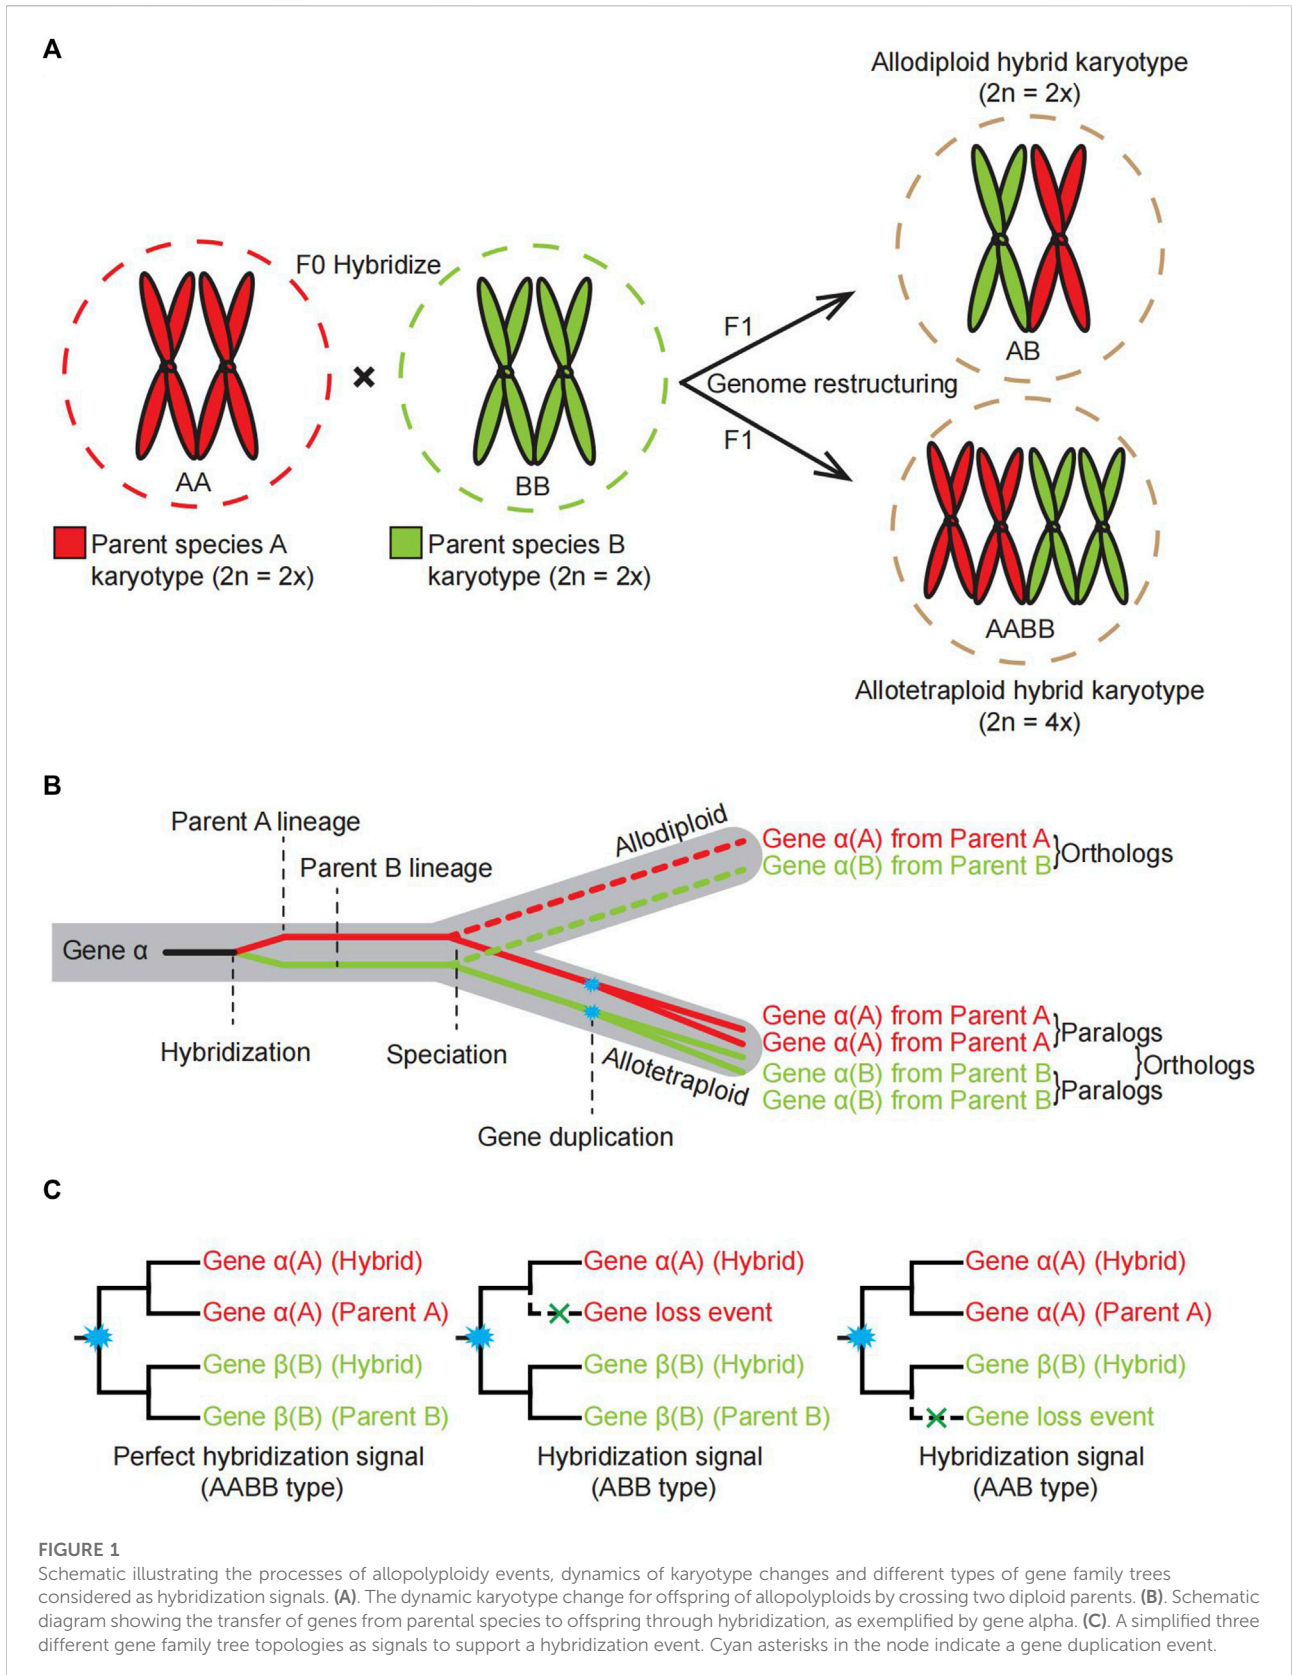 A
Allodiploid hybrid karyotype
(2n = 2x)
F0 Hybridize
F1
AB
Genome restructuring
F1
AA
BB
Parent species A
karyotype (2n = 2x)
Parent species B
karyotype (2n = 2x)
AABB
Allotetraploid hybrid karyotype
(2n = 4x)
B
Parent A lineage
Parent B lineage
Allodiploid
Gene α(A) from Parent A
Gene α(B) from Parent B
}Orthologs
Gene α
Hybridization
Speciation
Allotetraploid
Gene duplication
Gene α(A) from Parent A
Gene α(A) from Parent A
}Paralogs
Gene α(B) from Parent B
Gene α(B) from Parent B
}Paralogs
}Orthologs
C
Gene α(A) (Hybrid)
Gene α(A) (Parent A)
Gene β(B) (Hybrid)
Gene β(B) (Parent B)
Perfect hybridization signal
(AABB type)
Gene α(A) (Hybrid)
Gene loss event
Gene β(B) (Hybrid)
Gene β(B) (Parent B)
Hybridization signal
(ABB type)
Gene α(A) (Hybrid)
Gene α(A) (Parent A)
Gene β(B) (Hybrid)
Gene loss event
Hybridization signal
(AAB type)
FIGURE 1
Schematic illustrating the processes of allopolyploidy events, dynamics of karyotype changes and different types of gene family trees
considered as hybridization signals. (A). The dynamic karyotype change for offspring of allopolyploids by crossing two diploid parents. (B). Schematic
diagram showing the transfer of genes from parental species to offspring through hybridization, as exemplified by gene alpha. (C). A simplified three
different gene family tree topologies as signals to support a hybridization event. Cyan asterisks in the node indicate a gene duplication event.